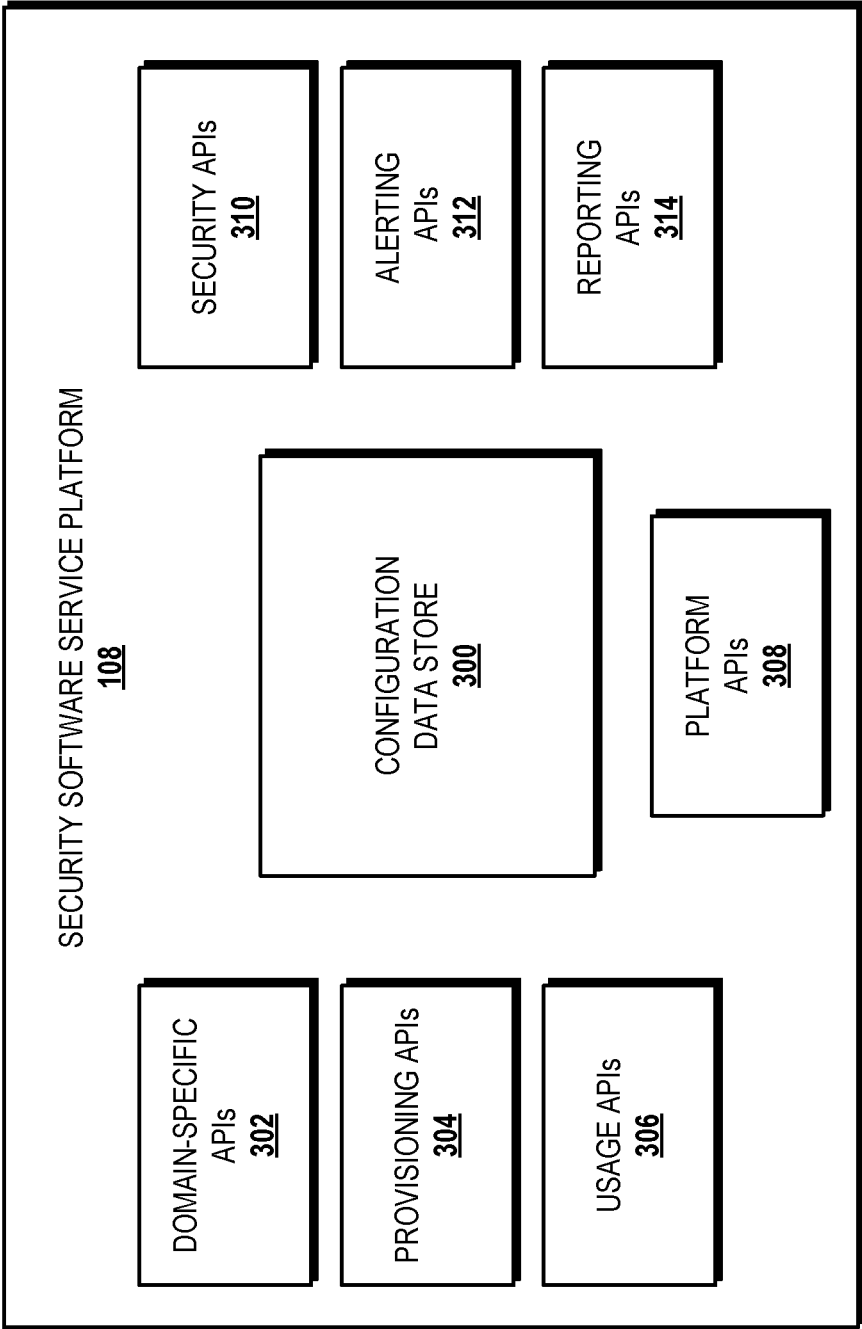 SECURITY SOFTWARE SERVICE PLATFORM
108
DOMAIN-SPECIFIC
APIs
302
PROVISIONING APIs
304
USAGE APIs
306
CONFIGURATION
DATA STORE
300
PLATFORM
APIs
308
SECURITY APIs
310
ALERTING
APIs
312
REPORTING
APIs
314